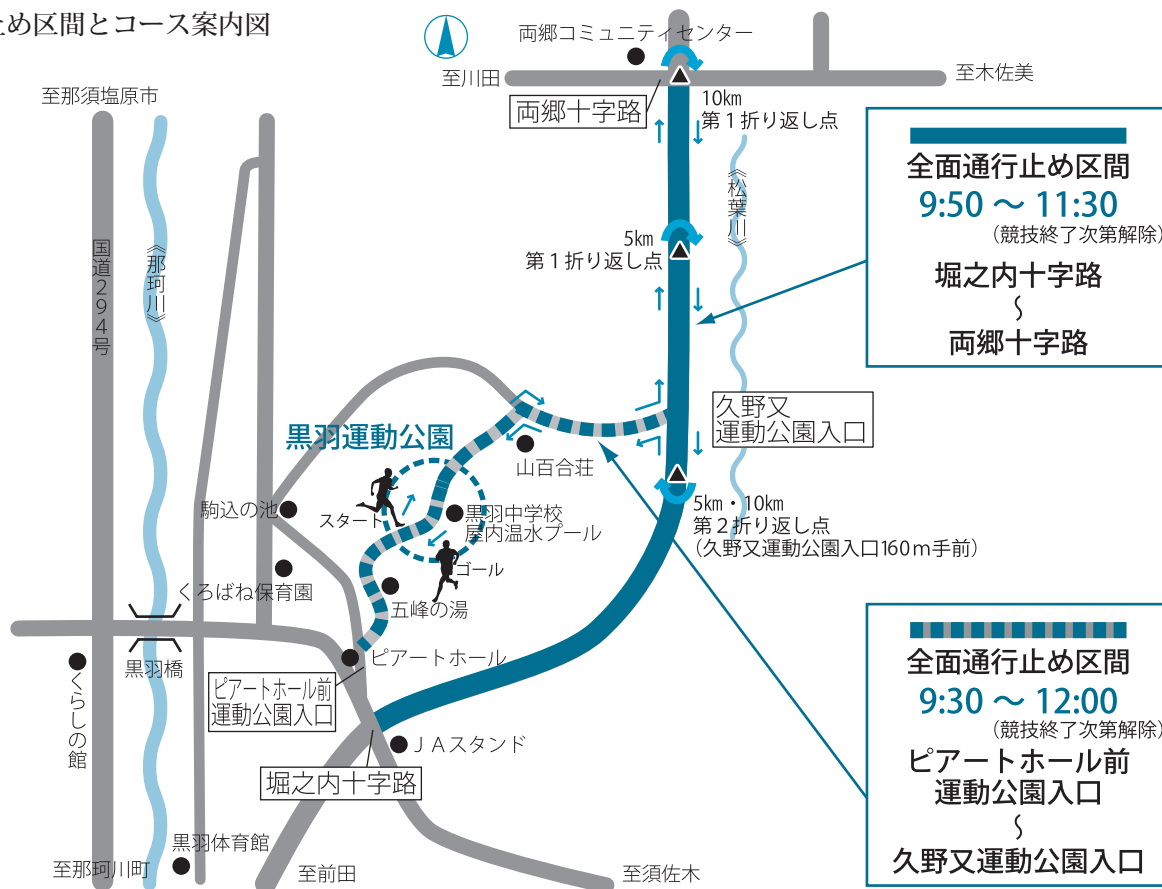 止め区間とコース案内図
両郷コミュニティセンター
至川田
至木佐美
至那須塩原市
両郷十字路
10km
第１折り返し点
全面通行止め区間
9:50 ～ 11:30
(競技終了次第解除)
堀之内十字路
～
両郷十字路
《松葉川》
5km
第１折り返し点
国道２９４号
《那珂川》
久野又
運動公園入口
黒羽運動公園
山百合荘
駒込の池
スタート
黒羽中学校
屋内温水プール
5km・10km
第２折り返し点
（久野又運動公園入口160ｍ手前）
ゴール
くろばね保育園
五峰の湯
ピアートホール
黒羽橋
くらしの館
ピアートホール前
運動公園入口
ＪＡスタンド
堀之内十字路
全面通行止め区間
9:30 ～ 12:00
(競技終了次第解除)
ピアートホール前
運動公園入口
～
久野又運動公園入口
黒羽体育館
至那珂川町
至前田
至須佐木